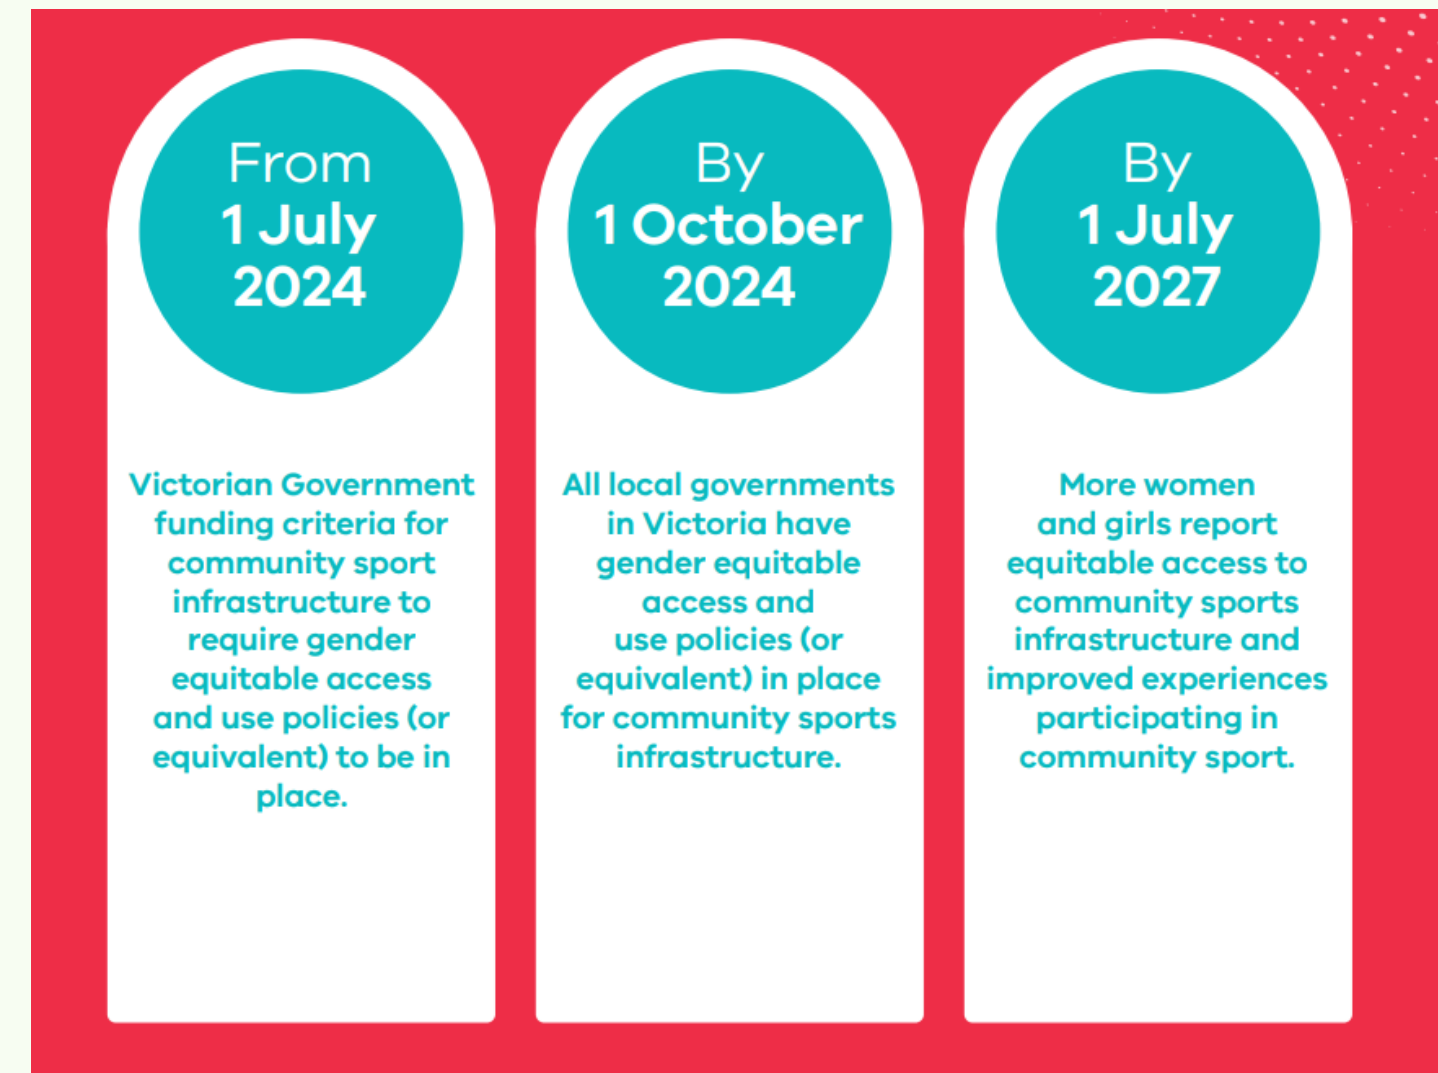 From
1 July
2024
Victorian Government
funding criteria for
community sport
infrastructure to
require gender
equitable access
and use policies (or
equivalent) to be in
place.
By
1 October
2024
All local governments
in Victoria have
gender equitable
access and
use policies (or
equivalent) in place
for community sports
infrastructure.
By
1 July
2027
More women
and girls report
equitable access to
community sports
infrastructure and
improved experiences
participating in
community sport.